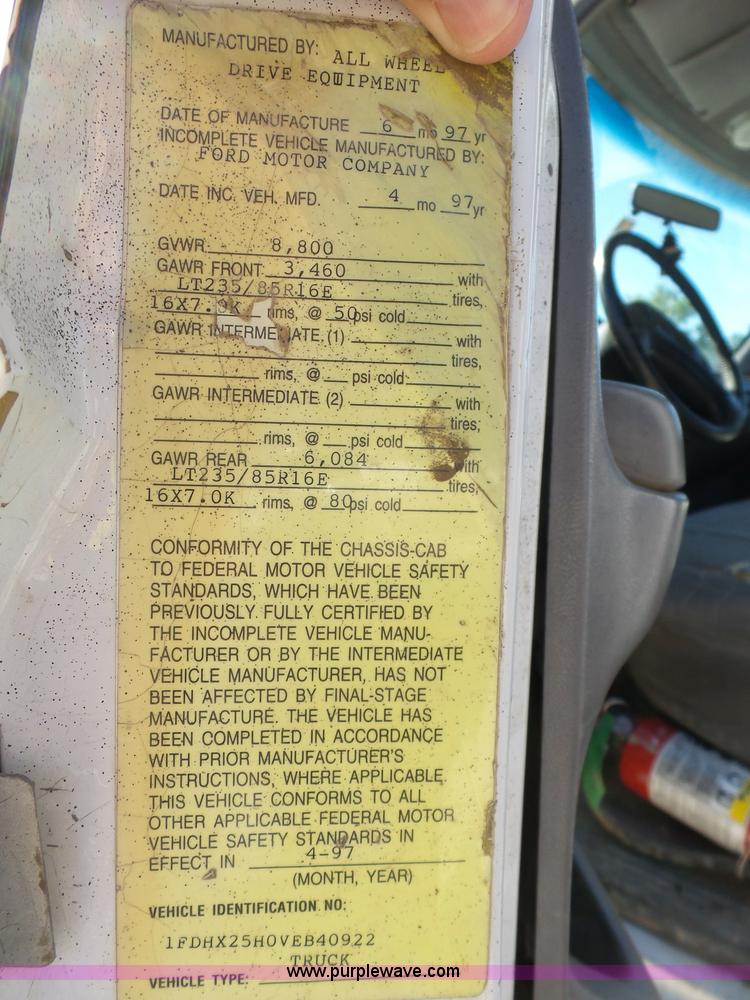 MANUFACTURED BY: ALL WHEEL
DRIVE EQUIPMENT
DATE OF MANUFACTURE 6 mo 97 yr
INCOMPLETE VEHICLE MANUFACTURED BY:
FORD MOTOR COMPANY
DATE INC. VEH. MFD. 4 mo 97 yr
GVWR 8,800
GAWR FRONT 3,460 with
LT235/85R16E tires,
16X7.0K rims, @ 50 psi cold
GAWR INTERMEDIATE (1) with
tires,
rims, @ psi cold
GAWR INTERMEDIATE (2) with
tires,
rims, @ psi cold
GAWR REAR 6,084 with
LT235/85R16E tires,
16X7.0K rims, @ 80 psi cold
CONFORMITY OF THE CHASSIS-CAB
TO FEDERAL MOTOR VEHICLE SAFETY
STANDARDS, WHICH HAVE BEEN
PREVIOUSLY FULLY CERTIFIED BY
THE INCOMPLETE VEHICLE MANU-
FACTURER OR BY THE INTERMEDIATE
VEHICLE MANUFACTURER, HAS NOT
BEEN AFFECTED BY FINAL-STAGE
MANUFACTURE. THE VEHICLE HAS
BEEN COMPLETED IN ACCORDANCE
WITH PRIOR MANUFACTURER'S
INSTRUCTIONS, WHERE APPLICABLE.
THIS VEHICLE CONFORMS TO ALL
OTHER APPLICABLE FEDERAL MOTOR
VEHICLE SAFETY STANDARDS IN
EFFECT IN 4-97
(MONTH, YEAR)
VEHICLE IDENTIFICATION NO:
1FDHX25H0VEB40922
TRUCK
VEHICLE TYPE:
www.purplewave.com